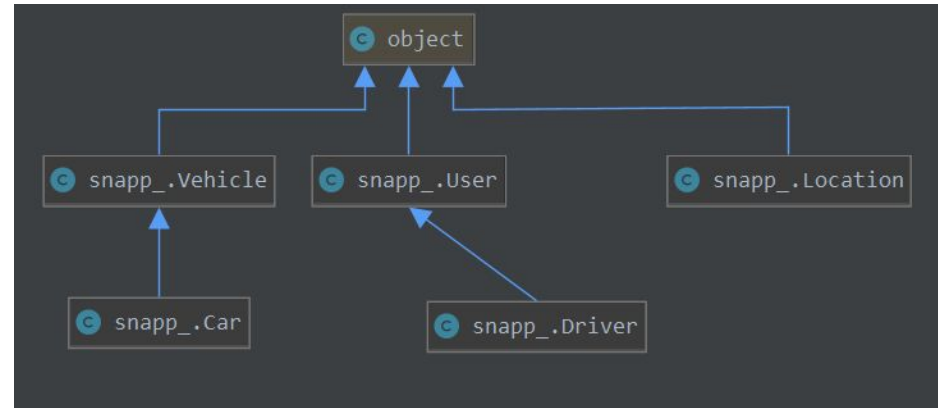 C object
C snapp_.Vehicle
C snapp_.User
C snapp_.Location
C snapp_.Car
C snapp_.Driver